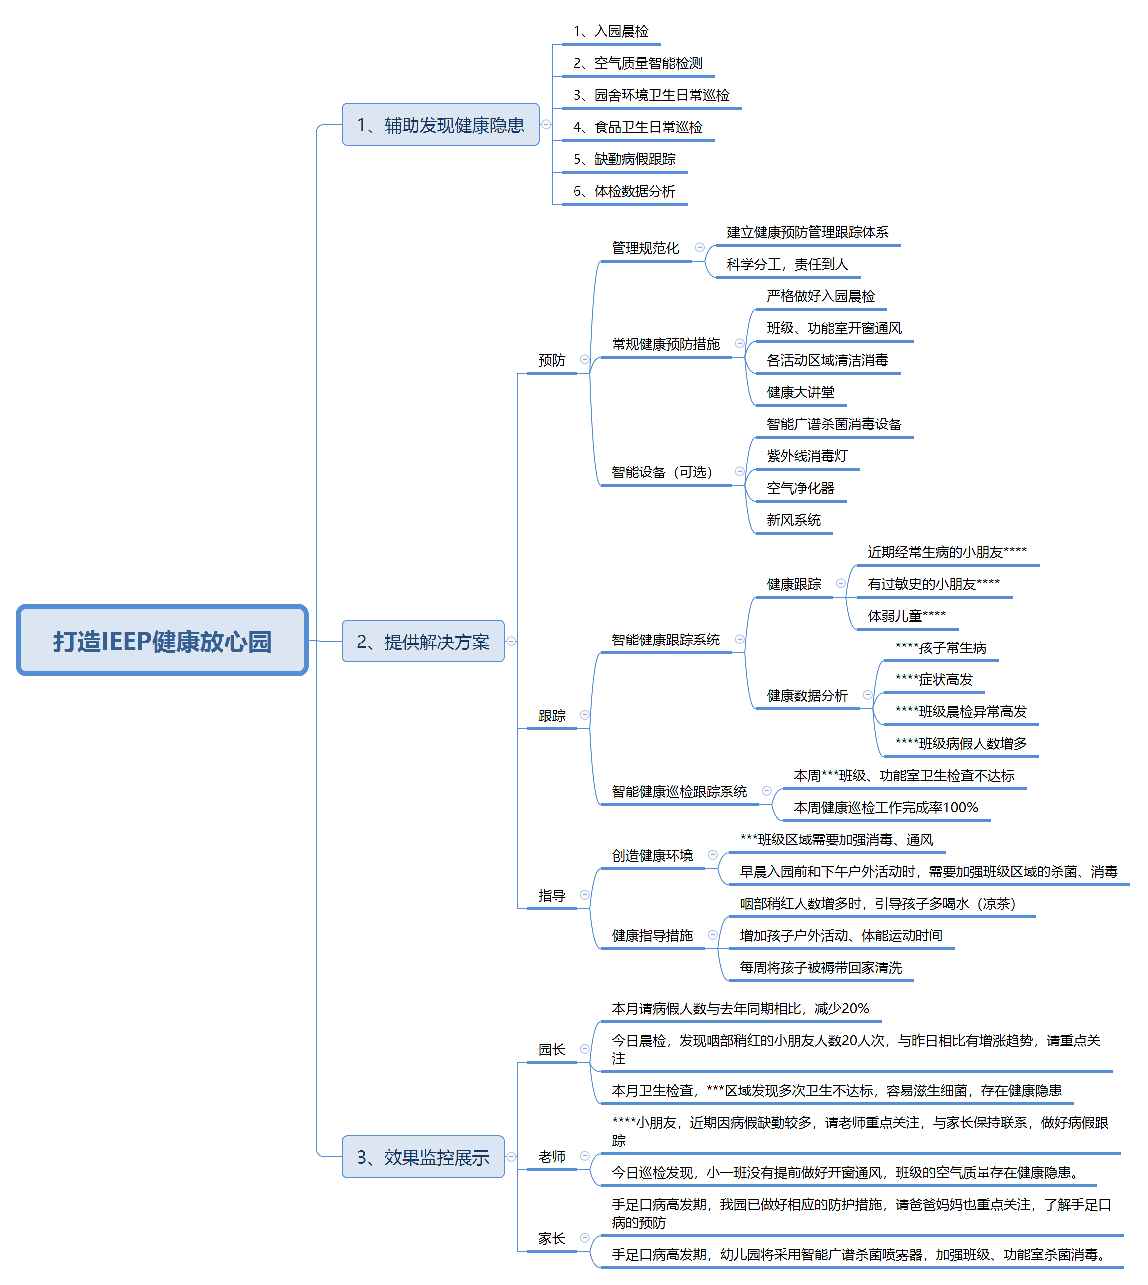 打造IEEP健康放心园
1、辅助发现健康隐患
1、入园晨检
2、空气质量智能检测
3、园舍环境卫生日常巡检
4、食品卫生日常巡检
5、缺勤病假跟踪
6、体检数据分析
2、提供解决方案
预防
管理规范化
建立健康预防管理跟踪体系
科学分工，责任到人
常规健康预防措施
严格做好入园晨检
班级、功能室开窗通风
各活动区域清洁消毒
健康大讲堂
智能设备（可选）
智能广谱杀菌消毒设备
紫外线消毒灯
空气净化器
新风系统
跟踪
智能健康跟踪系统
健康跟踪
近期经常生病的小朋友****
有过敏史的小朋友****
体弱儿童****
健康数据分析
****孩子常生病
****症状高发
****班级晨检异常高发
****班级病假人数增多
智能健康巡检跟踪系统
本周***班级、功能室卫生检查不达标
本周健康巡检工作完成率100%
指导
创造健康环境
***班级区域需要加强消毒、通风
早晨入园前和下午户外活动时，需要加强班级区域的杀菌、消毒
健康指导措施
咽部稍红人数增多时，引导孩子多喝水（凉茶）
增加孩子户外活动、体能运动时间
每周将孩子被褥带回家清洗
3、效果监控展示
园长
本月请病假人数与去年同期相比，减少20%
今日晨检，发现咽部稍红的小朋友人数20人次，与昨日相比有增涨趋势，请重点关
注
本月卫生检查，***区域发现多次卫生不达标，容易滋生细菌，存在健康隐患
老师
****小朋友，近期因病假缺勤较多，请老师重点关注，与家长保持联系，做好病假跟
踪
今日巡检发现，小一班没有提前做好开窗通风，班级的空气质量存在健康隐患。
家长
手足口病高发期，我园已做好相应的防护措施，请爸爸妈妈也重点关注，了解手足口
病的预防
手足口病高发期，幼儿园将采用智能广谱杀菌喷雾器，加强班级、功能室杀菌消毒。